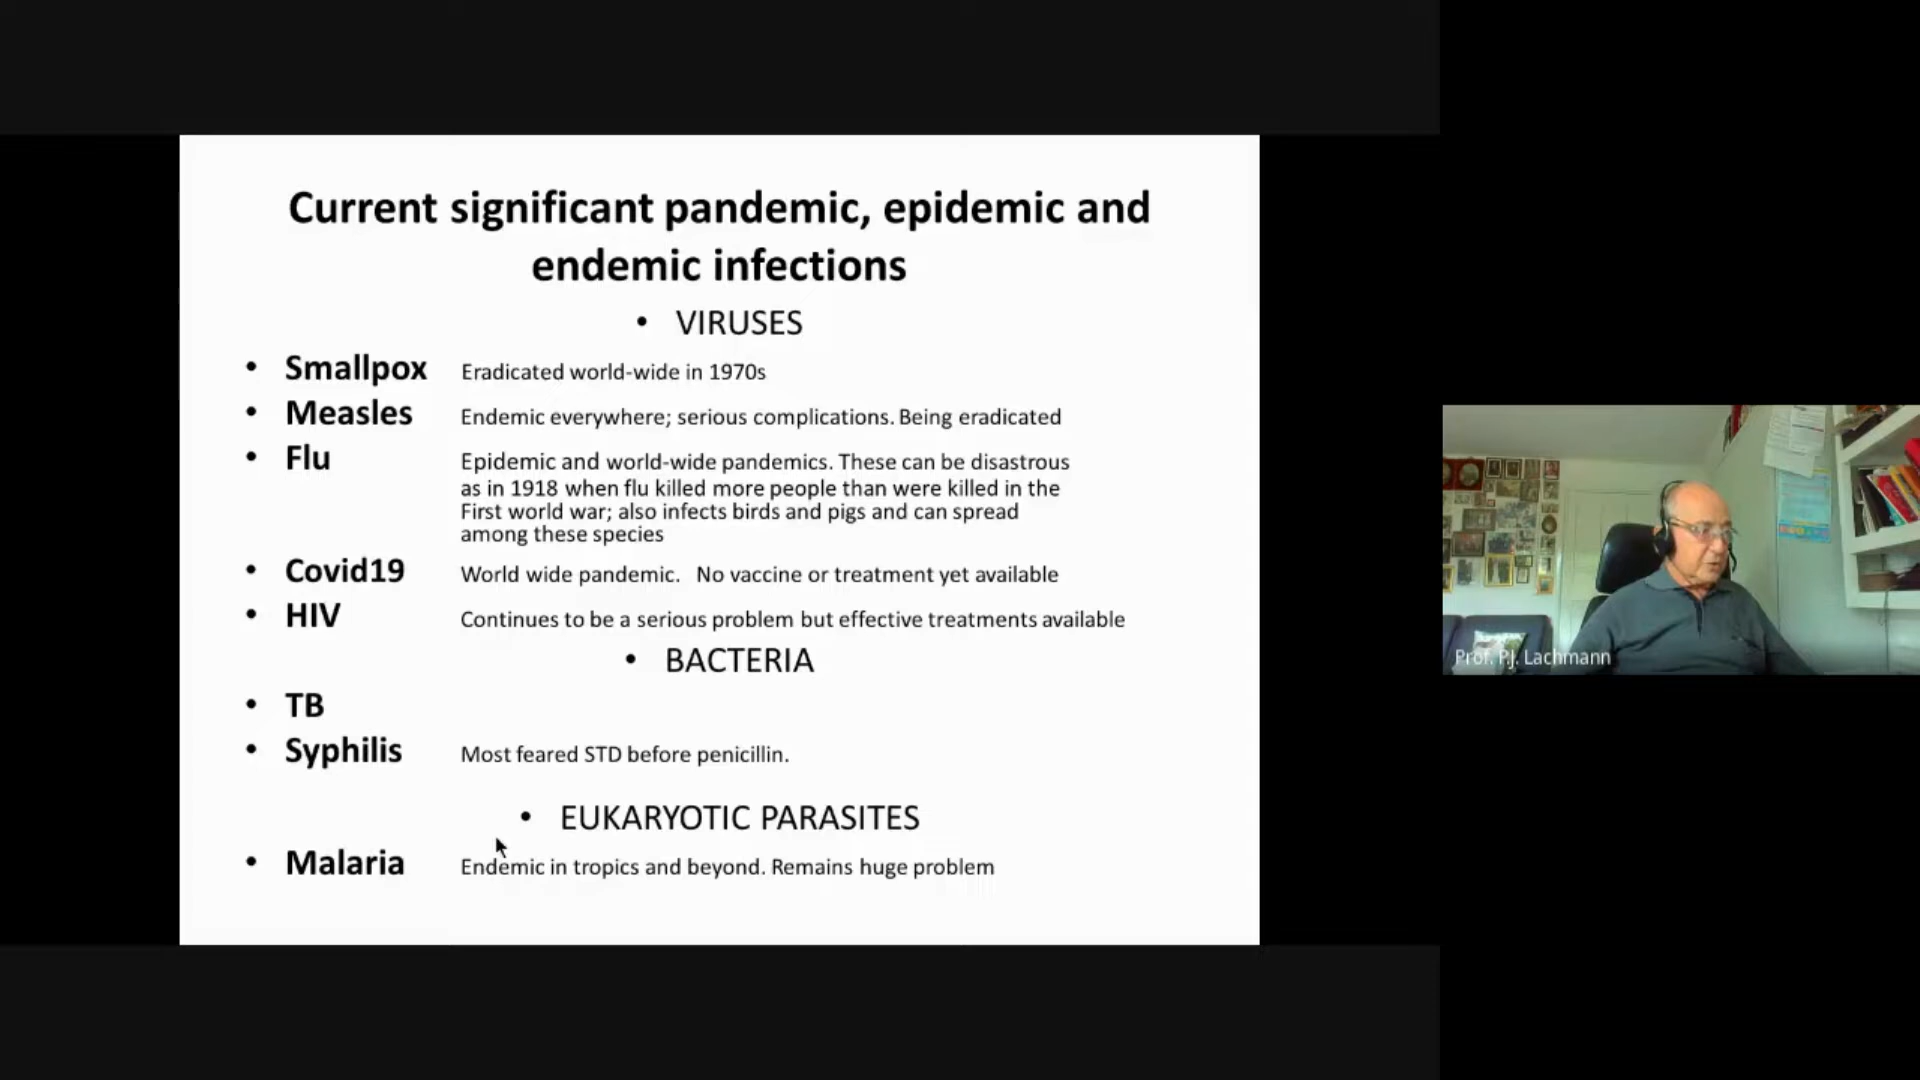 Current significant pandemic, epidemic and
endemic infections
• VIRUSES
• Smallpox Eradicated world-wide in 1970s
• Measles Endemic everywhere; serious complications. Being eradicated
• Flu Epidemic and world-wide pandemics. These can be disastrous
as in 1918 when flu killed more people than were killed in the
First world war; also infects birds and pigs and can spread
among these species
• Covid19 World wide pandemic. No vaccine or treatment yet available
• HIV Continues to be a serious problem but effective treatments available
• BACTERIA
• TB
• Syphilis Most feared STD before penicillin.
• EUKARYOTIC PARASITES
• Malaria Endemic in tropics and beyond. Remains huge problem
Prof. P.J. Lachmann